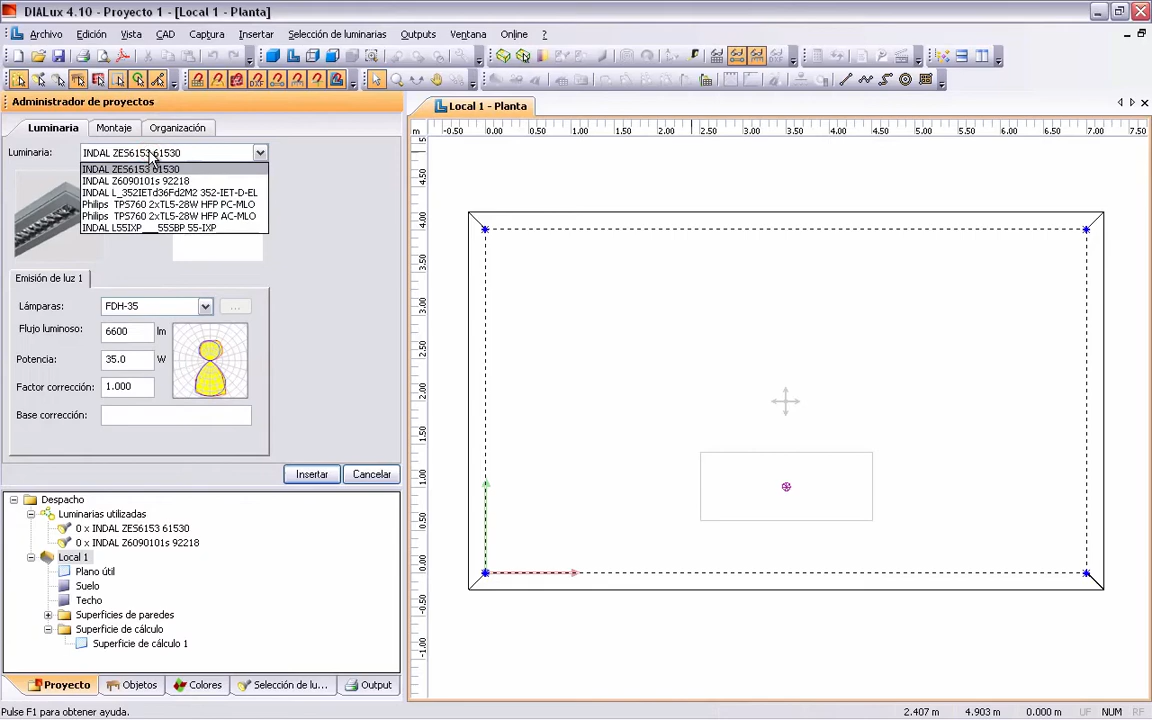 DIALux 4.10 - Proyecto 1 - [Local 1 - Planta]
Archivo Edición Vista CAD Captura Insertar Selección de luminarias Outputs Ventana Online ?
Administrador de proyectos
Luminaria Montaje Organización
Luminaria: INDAL ZES6153 61530
INDAL ZES6153 61530
INDAL Z6090101s 92218
INDAL L_352IETd36Fd2M2 352-IET-D-EL
Philips TPS760 2xTL5-28W HFP PC-MLO
Philips TPS760 2xTL5-28W HFP AC-MLO
INDAL L55IXP___55SBP 55-IXP
Emisión de luz 1
Lámparas: FDH-35 ...
Flujo luminoso: 6600 lm
Potencia: 35.0 W
Factor corrección: 1.000
Base corrección:
Insertar Cancelar
Despacho
Luminarias utilizadas
0 x INDAL ZES6153 61530
0 x INDAL Z6090101s 92218
Local 1
Plano útil
Suelo
Techo
Superficies de paredes
Superficie de cálculo
Superficie de cálculo 1
Proyecto Objetos Colores Selección de lu... Output
Local 1 - Planta
m -0.50 0.00 0.50 1.00 1.50 2.00 2.50 3.00 3.50 4.00 4.50 5.00 5.50 6.00 6.50 7.00 7.50
4.50
4.00
3.50
3.00
2.50
2.00
1.50
1.00
0.50
0.00
-0.50
-1.00
Pulse F1 para obtener ayuda. 2.407 m 4.903 m 0.000 m UF NUM RF